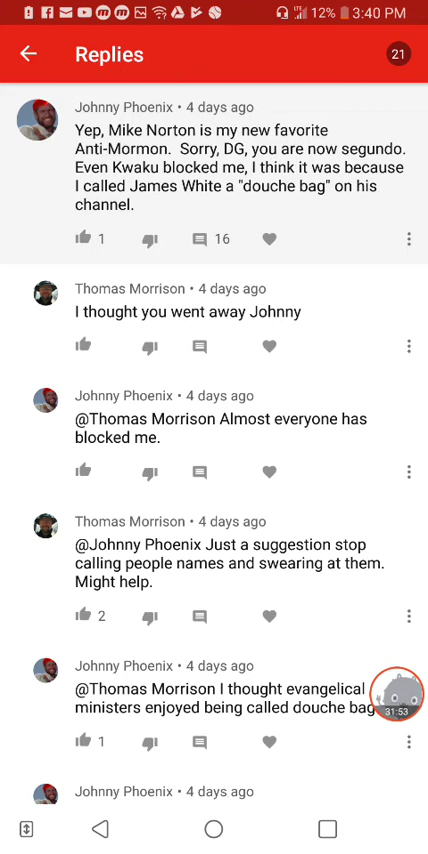 12% 3:40 PM
Replies
21
Johnny Phoenix • 4 days ago
Yep, Mike Norton is my new favorite
Anti-Mormon. Sorry, DG, you are now segundo.
Even Kwaku blocked me, I think it was because
I called James White a "douche bag" on his
channel.
1 16
Thomas Morrison • 4 days ago
I thought you went away Johnny
Johnny Phoenix • 4 days ago
@Thomas Morrison Almost everyone has
blocked me.
Thomas Morrison • 4 days ago
@Johnny Phoenix Just a suggestion stop
calling people names and swearing at them.
Might help.
2
Johnny Phoenix • 4 days ago
@Thomas Morrison I thought evangelical
ministers enjoyed being called douche bag
31:53
1
Johnny Phoenix • 4 days ago